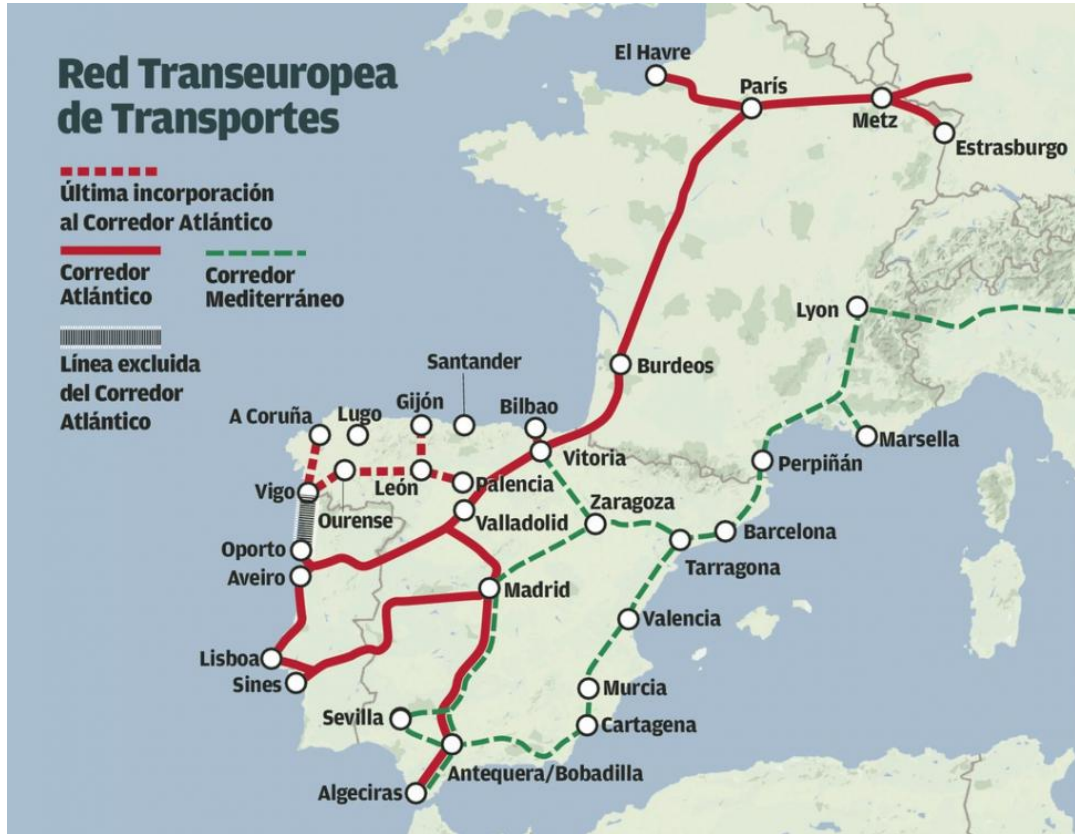 Red Transeuropea
de Transportes
Última incorporación
al Corredor Atlántico
Corredor
Atlántico
Corredor
Mediterráneo
Línea excluida
del Corredor
Atlántico
El Havre
París
Metz
Estrasburgo
Lyon
Burdeos
Santander
Gijón
Bilbao
A Coruña
Lugo
Marsella
Vitoria
Perpiñán
León
Palencia
Vigo
Ourense
Valladolid
Zaragoza
Barcelona
Oporto
Tarragona
Aveiro
Madrid
Valencia
Lisboa
Sines
Murcia
Sevilla
Cartagena
Antequera/Bobadilla
Algeciras